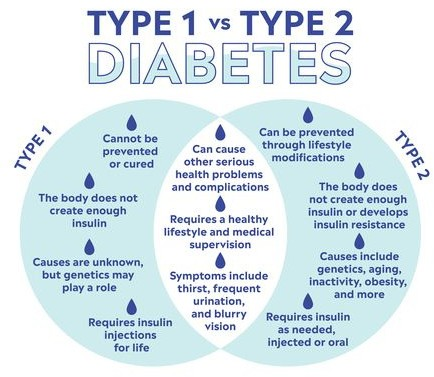 TYPE 1 vs TYPE 2
DIABETES
TYPE 1
Cannot be
prevented
or cured
The body does not
create enough
insulin
Causes are unknown,
but genetics may
play a role
Requires insulin
injections
for life
Can cause
other serious
health problems
and complications
Requires a healthy
lifestyle and medical
supervision
Symptoms include
thirst, frequent
urination,
and blurry
vision
TYPE 2
Can be prevented
through lifestyle
modifications
The body does
not create enough
insulin or develops
insulin resistance
Causes include
genetics, aging,
inactivity, obesity,
and more
Requires insulin
as needed,
injected or oral